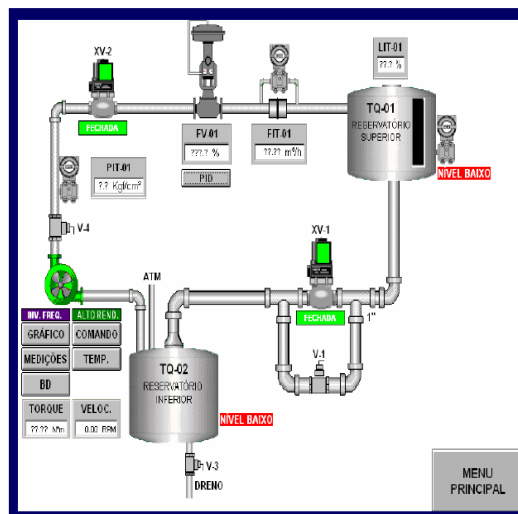 XV-2
LIT-01
??.? %
FECHADA
FV-01
???.? %
PID
FIT-01
??.?? m³/h
TQ-01
RESERVATÓRIO
SUPERIOR
NÍVEL BAIXO
PIT-01
?.? Kgf/cm²
V-4
XV-1
FECHADA
1"
ATM
INV. FREQ.
ALTO REND.
GRÁFICO
COMANDO
MEDIÇÕES
TEMP.
BD
TORQUE
??.?? N*m
VELOC.
0.00 RPM
TQ-02
RESERVATÓRIO
INFERIOR
NÍVEL BAIXO
V-1
V-3
DRENO
MENU
PRINCIPAL